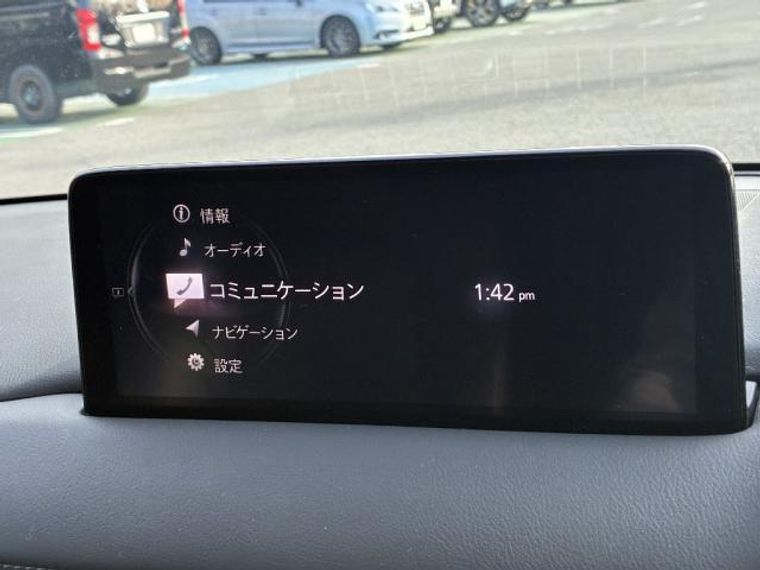 情報
オーディオ
コミュニケーション
1:42 pm
ナビゲーション
設定